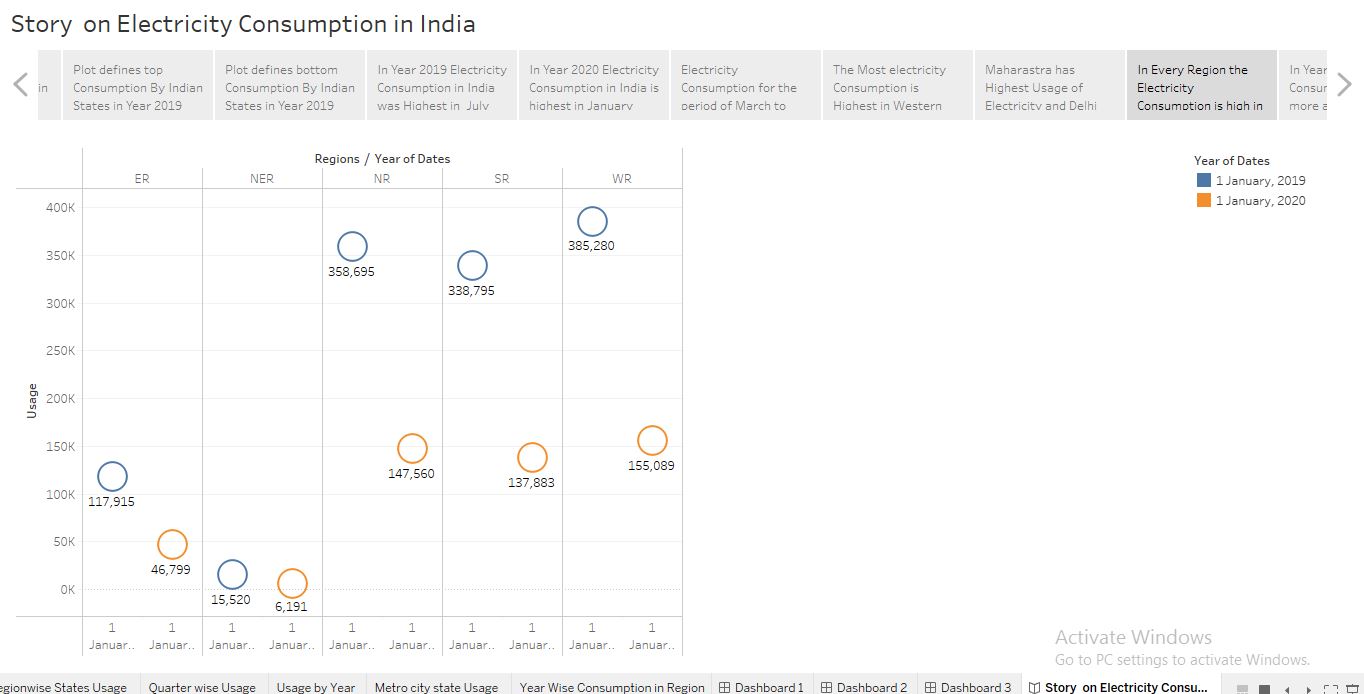 Story on Electricity Consumption in India
in
Plot defines top
Consumption By Indian
States in Year 2019
Plot defines bottom
Consumption By Indian
States in Year 2019
In Year 2019 Electricity
Consumption in India
was Highest in July
In Year 2020 Electricity
Consumption in India is
highest in January
Electricity
Consumption for the
period of March to
The Most electricity
Consumption is
Highest in Western
Maharastra has
Highest Usage of
Electricity and Delhi
In Every Region the
Electricity
Consumption is high in
In Year
Consur
more a
Regions / Year of Dates
ER NER NR SR WR
Year of Dates
1 January, 2019
1 January, 2020
Usage
400K
350K
300K
250K
200K
150K
100K
50K
0K
385,280
358,695
338,795
155,089
147,560
137,883
117,915
46,799
15,520
6,191
1 1 1 1 1 1 1 1 1 1
Januar.. Januar.. Januar.. Januar.. Januar.. Januar.. Januar.. Januar.. Januar.. Januar..
Activate Windows
Go to PC settings to activate Windows.
egionwise States Usage Quarter wise Usage Usage by Year Metro city state Usage Year Wise Consumption in Region Dashboard 1 Dashboard 2 Dashboard 3 Story on Electricity Consu...